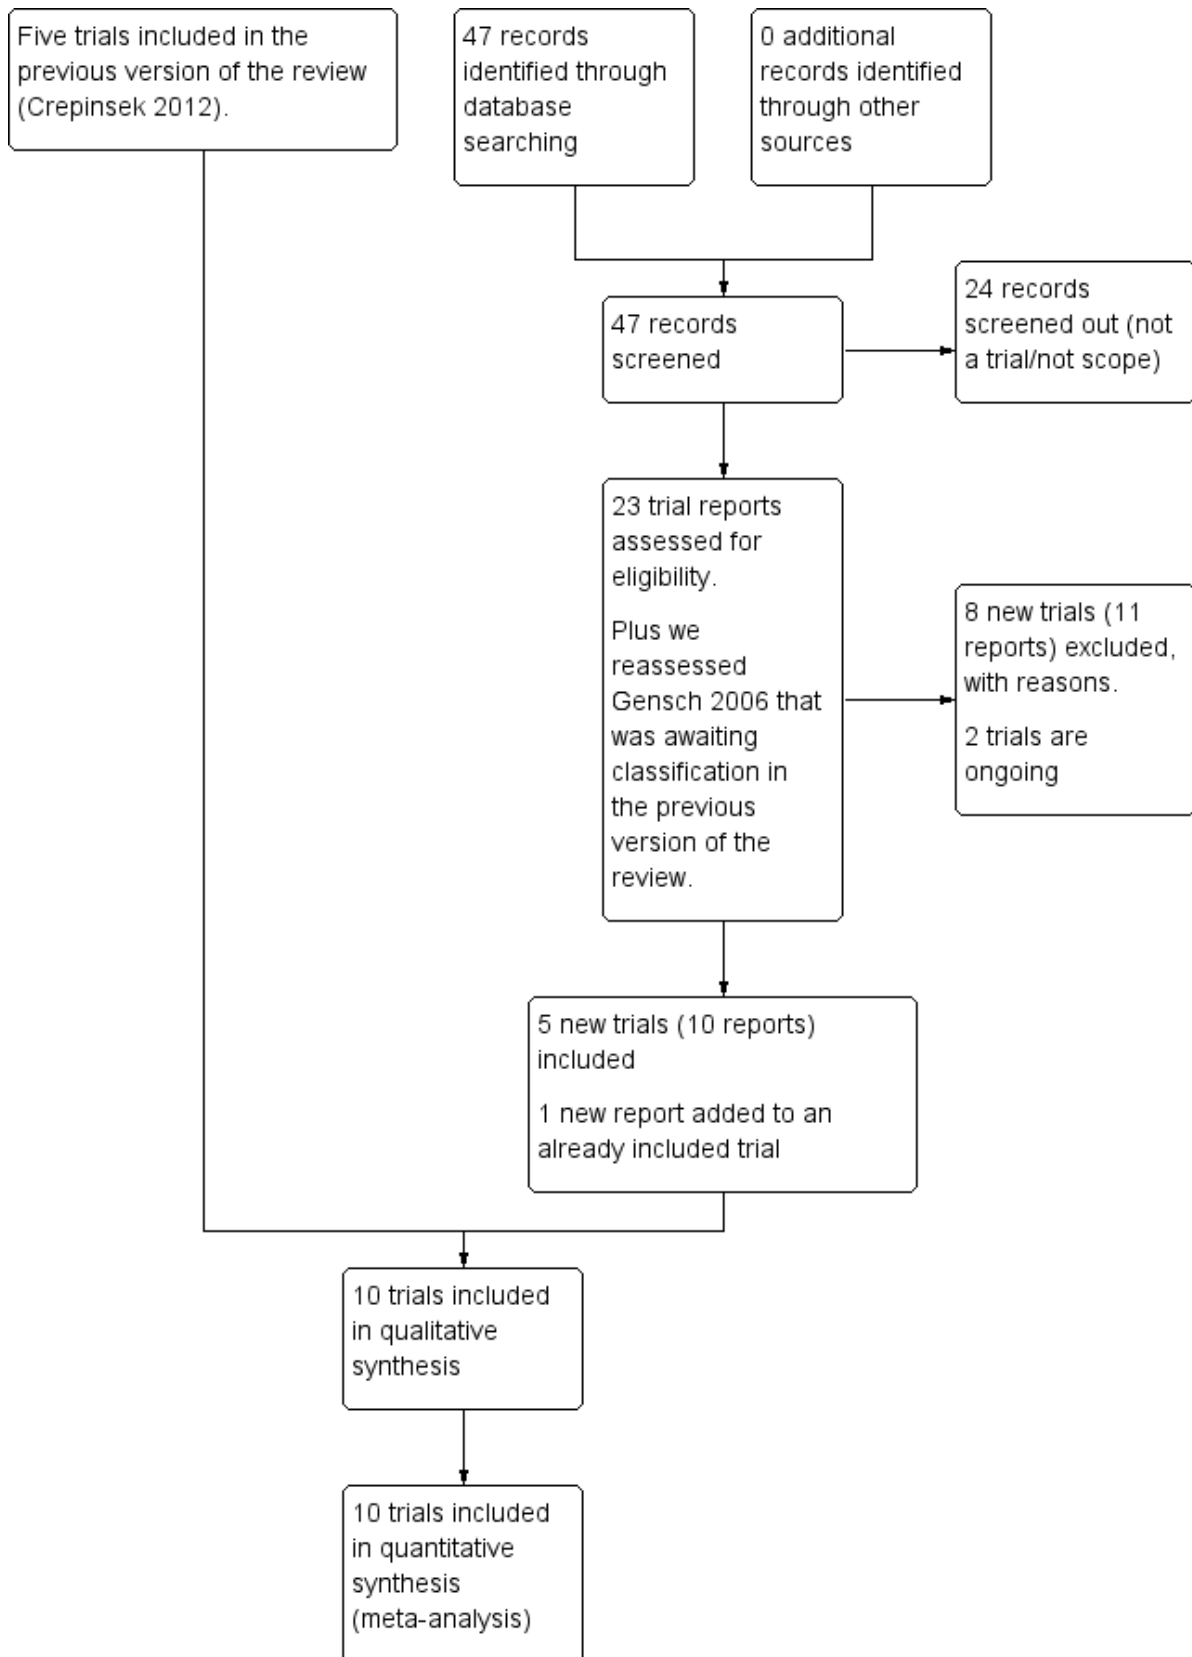 Five trials included in the
previous version of the review
(Crepinsek 2012).
47 records
identified through
database
searching
0 additional
records identified
through other
sources
47 records
screened
24 records
screened out (not
a trial/not scope)
23 trial reports
assessed for
eligibility.
Plus we
reassessed
Gensch 2006 that
was awaiting
classification in
the previous
version of the
review.
8 new trials (11
reports) excluded,
with reasons.
2 trials are
ongoing
5 new trials (10 reports)
included
1 new report added to an
already included trial
10 trials included
in qualitative
synthesis
10 trials included
in quantitative
synthesis
(meta-analysis)